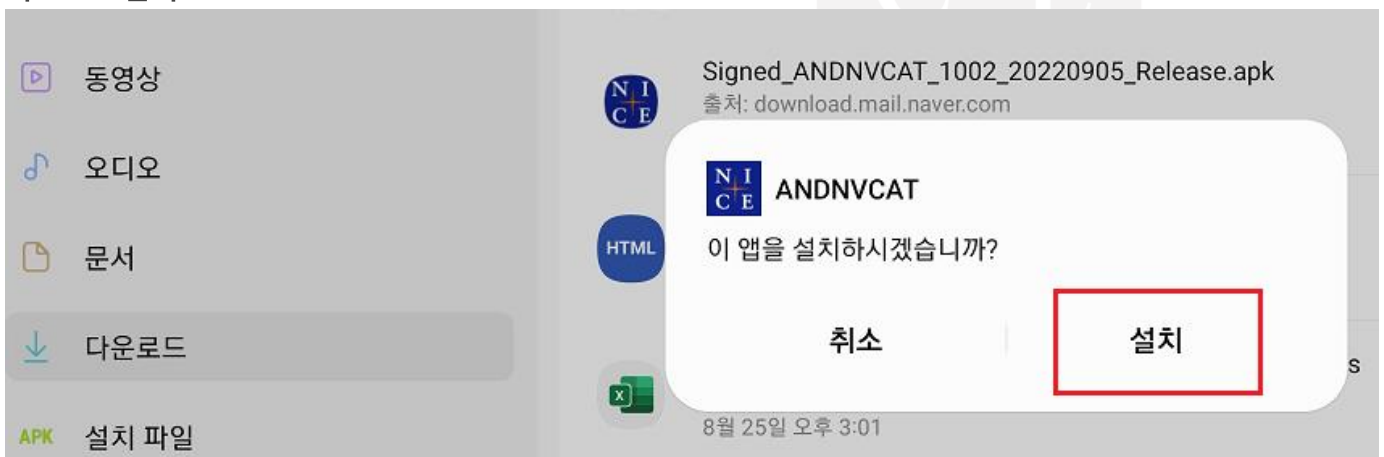 동영상
오디오
문서
다운로드
APK 설치 파일
N I
C E
Signed_ANDNVCAT_1002_20220905_Release.apk
출처: download.mail.naver.com
N I
C E
ANDNVCAT
이 앱을 설치하시겠습니까?
취소
설치
HTML
X
s
8월 25일 오후 3:01